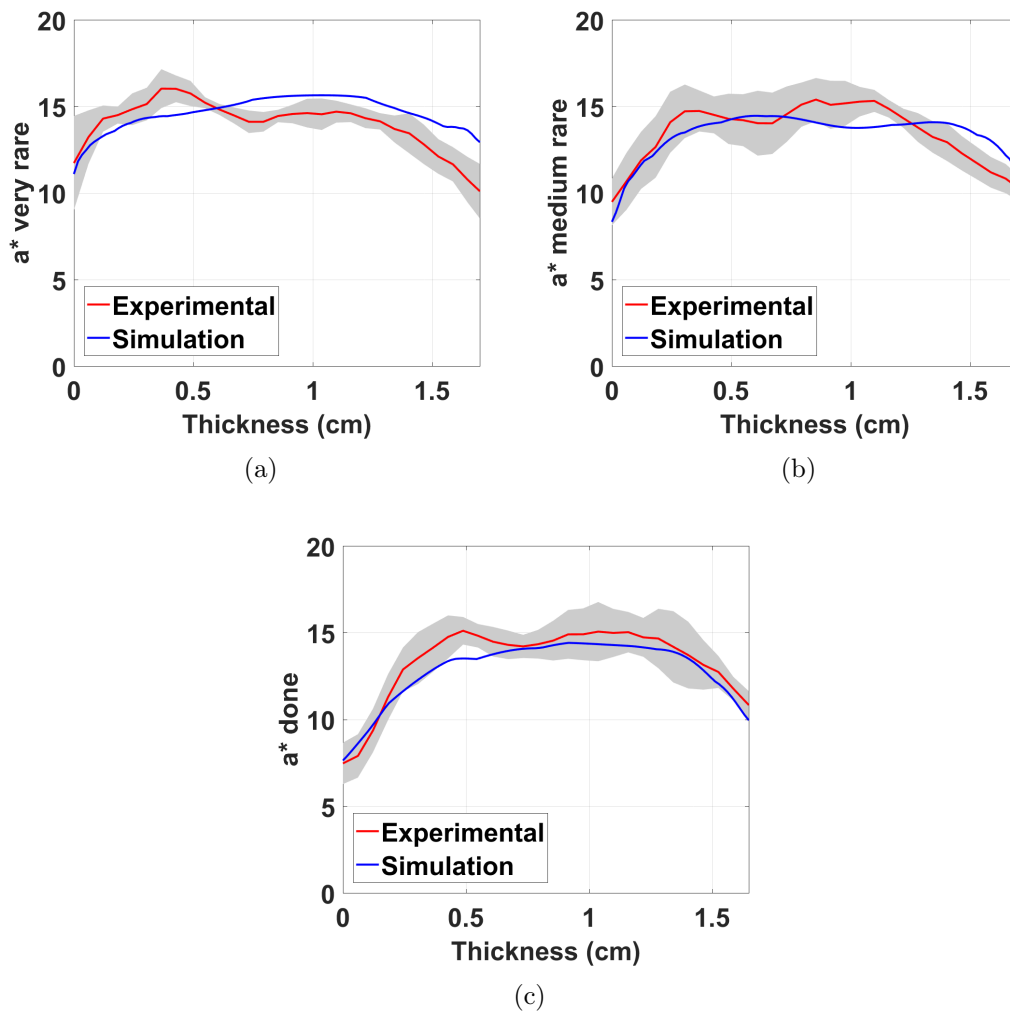 20
15
10
5
0
a* very rare
Experimental
Simulation
0 0.5 1 1.5
Thickness (cm)
(a)
20
15
10
5
0
a* medium rare
Experimental
Simulation
0 0.5 1 1.5
Thickness (cm)
(b)
20
15
10
5
0
a* done
Experimental
Simulation
0 0.5 1 1.5
Thickness (cm)
(c)